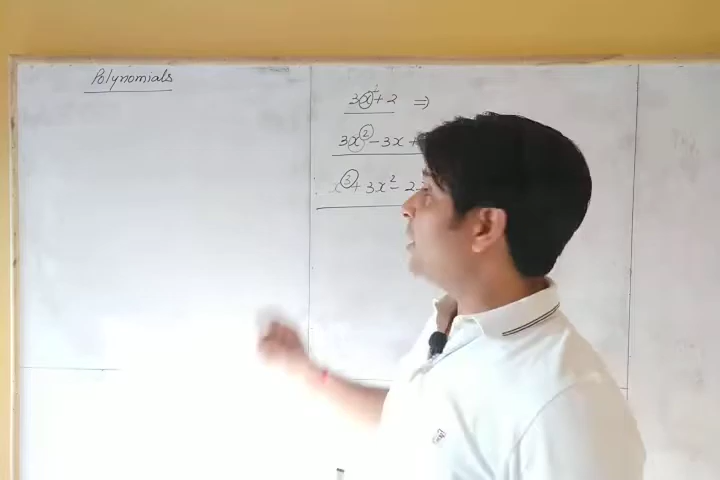 Polynomials
3x¹ + 2 ⇒
3x² - 3x +
x³ + 3x² - 2